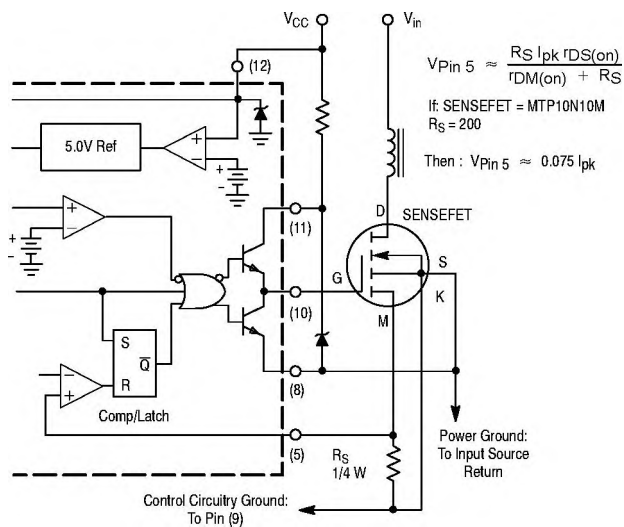 VCC
Vin
(12)
VPin 5 ≈ RS Ipk rDS(on)
rDM(on) + RS
If: SENSEFET = MTP10N10M
RS = 200
Then : VPin 5 ≈ 0.075 Ipk
5.0V Ref
+
−
+
−
+
−
+
−
(11)
D
SENSEFET
G
S
K
M
(10)
S
Q
R
−
+
Comp/Latch
(8)
(5)
RS
1/4 W
Power Ground:
To Input Source
Return
Control Circuitry Ground:
To Pin (9)